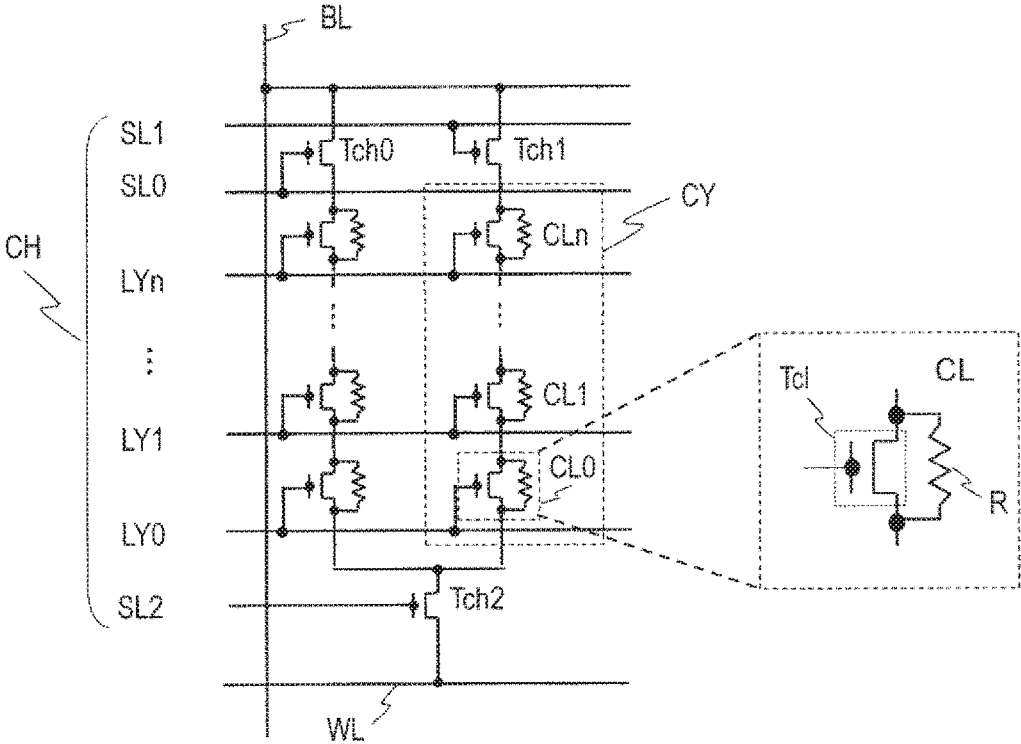 BL
SL1
Tch0
Tch1
SL0
CY
CLn
CH
LYn
⋮
CL1
Tcl
CL
LY1
CL0
R
LY0
SL2
Tch2
WL